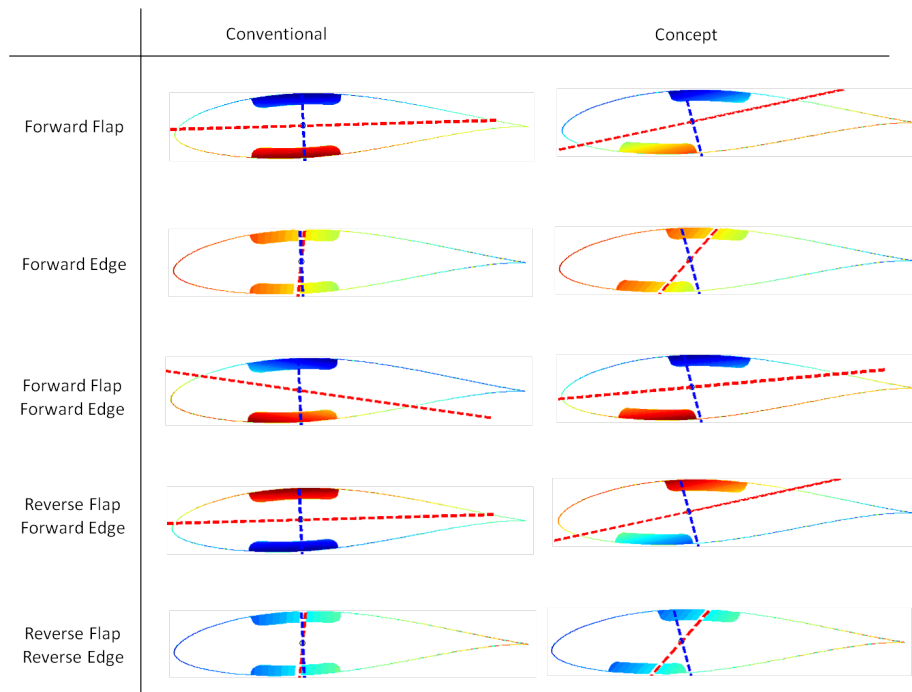 Conventional
Concept
Forward Flap
Forward Edge
Forward Flap
Forward Edge
Reverse Flap
Forward Edge
Reverse Flap
Reverse Edge